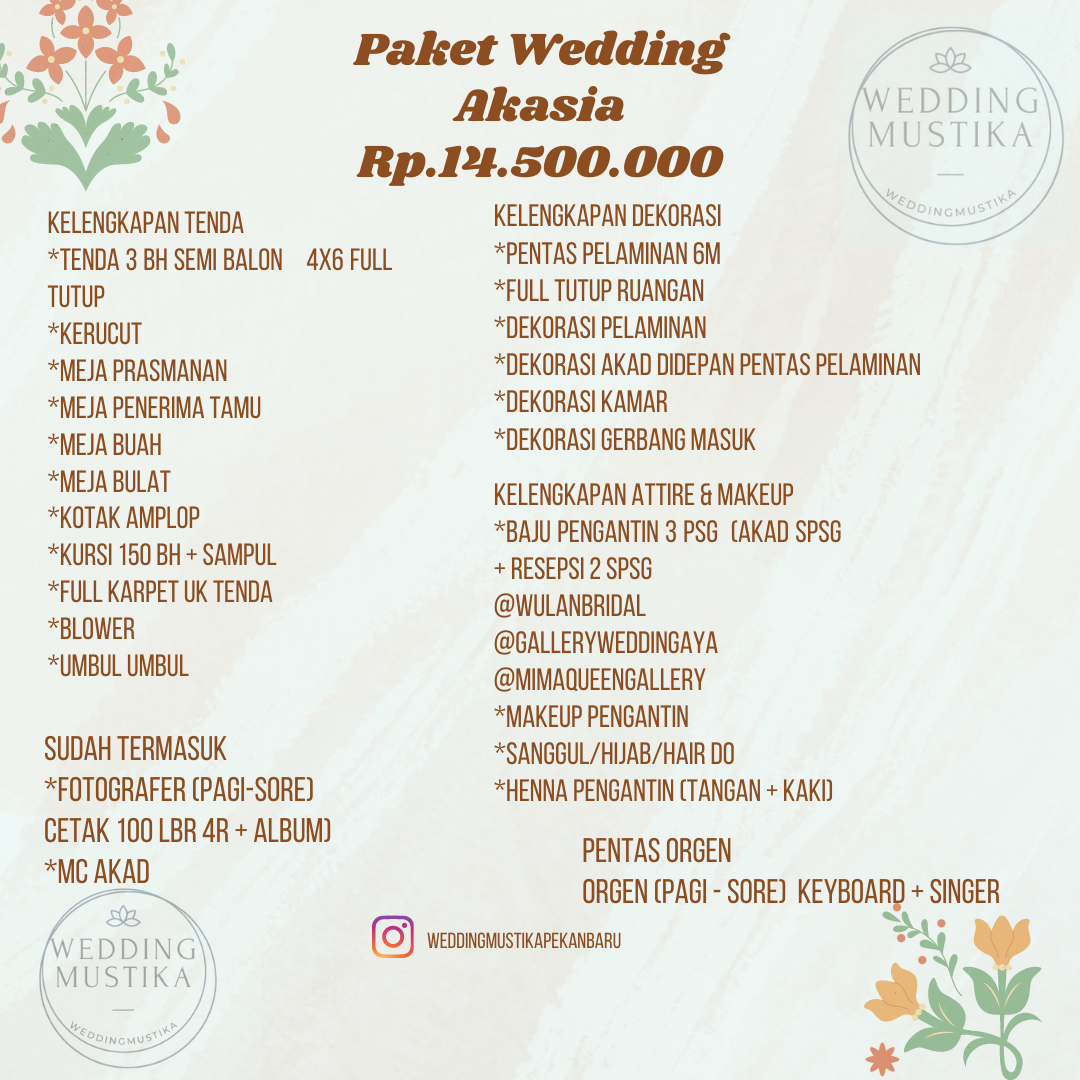 Paket Wedding
Akasia
Rp.14.500.000
WEDDING
MUSTIKA
WEDDINGMUSTIKA
KELENGKAPAN TENDA
*TENDA 3 BH SEMI BALON 4X6 FULL
TUTUP
*KERUCUT
*MEJA PRASMANAN
*MEJA PENERIMA TAMU
*MEJA BUAH
*MEJA BULAT
*KOTAK AMPLOP
*KURSI 150 BH + SAMPUL
*FULL KARPET UK TENDA
*BLOWER
*UMBUL UMBUL
SUDAH TERMASUK
*FOTOGRAFER (PAGI-SORE)
CETAK 100 LBR 4R + ALBUM)
*MC AKAD
KELENGKAPAN DEKORASI
*PENTAS PELAMINAN 6M
*FULL TUTUP RUANGAN
*DEKORASI PELAMINAN
*DEKORASI AKAD DIDEPAN PENTAS PELAMINAN
*DEKORASI KAMAR
*DEKORASI GERBANG MASUK
KELENGKAPAN ATTIRE & MAKEUP
*BAJU PENGANTIN 3 PSG (AKAD SPSG
+ RESEPSI 2 SPSG
@WULANBRIDAL
@GALLERYWEDDINGAYA
@MIMAQUEENGALLERY
*MAKEUP PENGANTIN
*SANGGUL/HIJAB/HAIR DO
*HENNA PENGANTIN (TANGAN + KAKI)
PENTAS ORGEN
ORGEN (PAGI - SORE) KEYBOARD + SINGER
WEDDING
MUSTIKA
WEDDINGMUSTIKA
WEDDINGMUSTIKAPEKANBARU